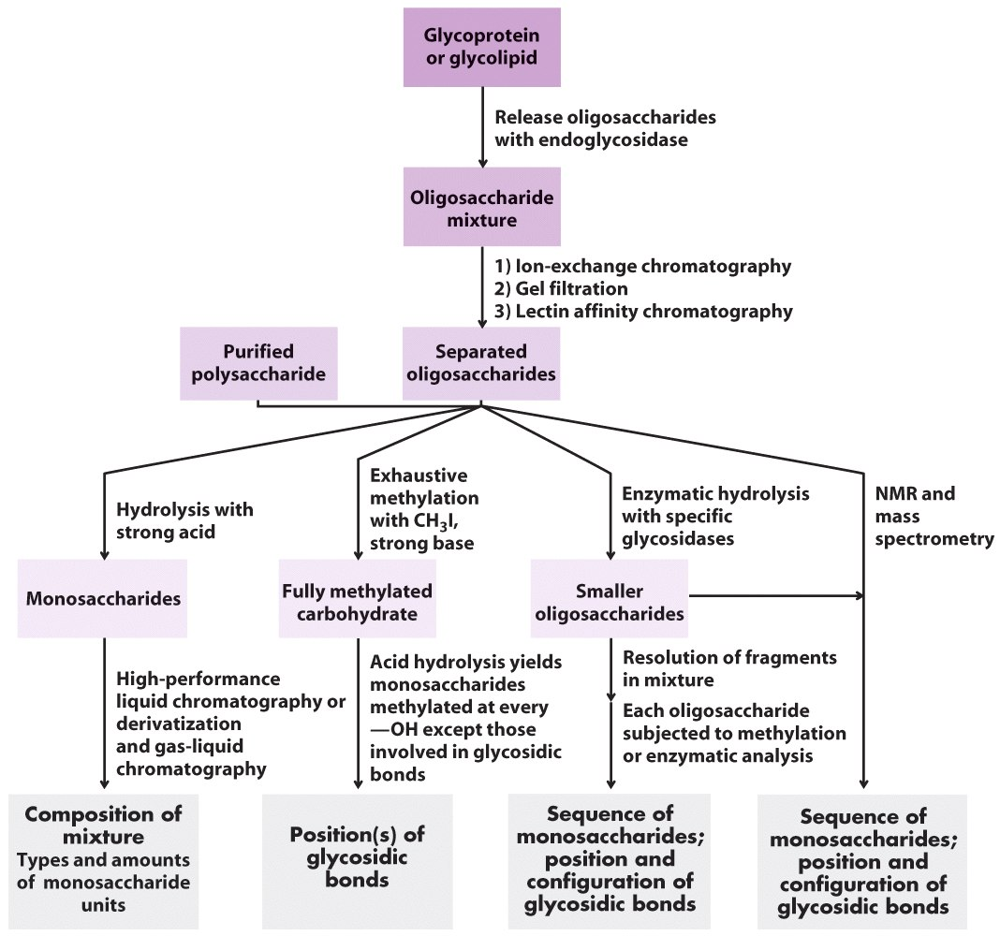 Glycoprotein
or glycolipid
Release oligosaccharides
with endoglycosidase
Oligosaccharide
mixture
1) Ion-exchange chromatography
2) Gel filtration
3) Lectin affinity chromatography
Purified
polysaccharide
Separated
oligosaccharides
Hydrolysis with
strong acid
Exhaustive
methylation
with CH₃I,
strong base
Enzymatic hydrolysis
with specific
glycosidases
NMR and
mass
spectrometry
Monosaccharides
Fully methylated
carbohydrate
Smaller
oligosaccharides
High-performance
liquid chromatography or
derivatization
and gas-liquid
chromatography
Acid hydrolysis yields
monosaccharides
methylated at every
—OH except those
involved in glycosidic
bonds
Resolution of fragments
in mixture
Each oligosaccharide
subjected to methylation
or enzymatic analysis
Composition of
mixture
Types and amounts
of monosaccharide
units
Position(s) of
glycosidic
bonds
Sequence of
monosaccharides;
position and
configuration of
glycosidic bonds
Sequence of
monosaccharides;
position and
configuration of
glycosidic bonds